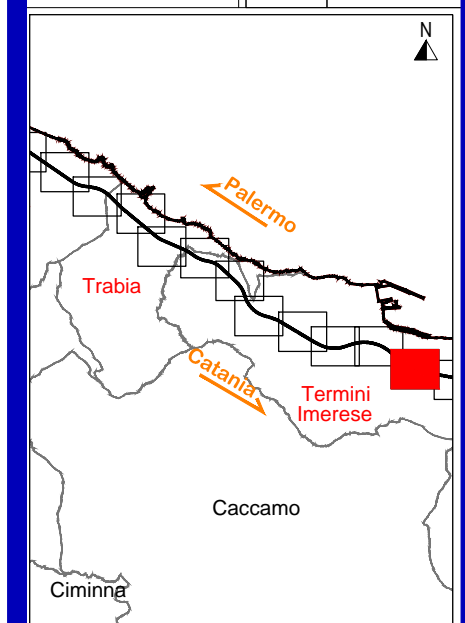 N
Palermo
Trabia
Catania
Termini
Imerese
Caccamo
Ciminna